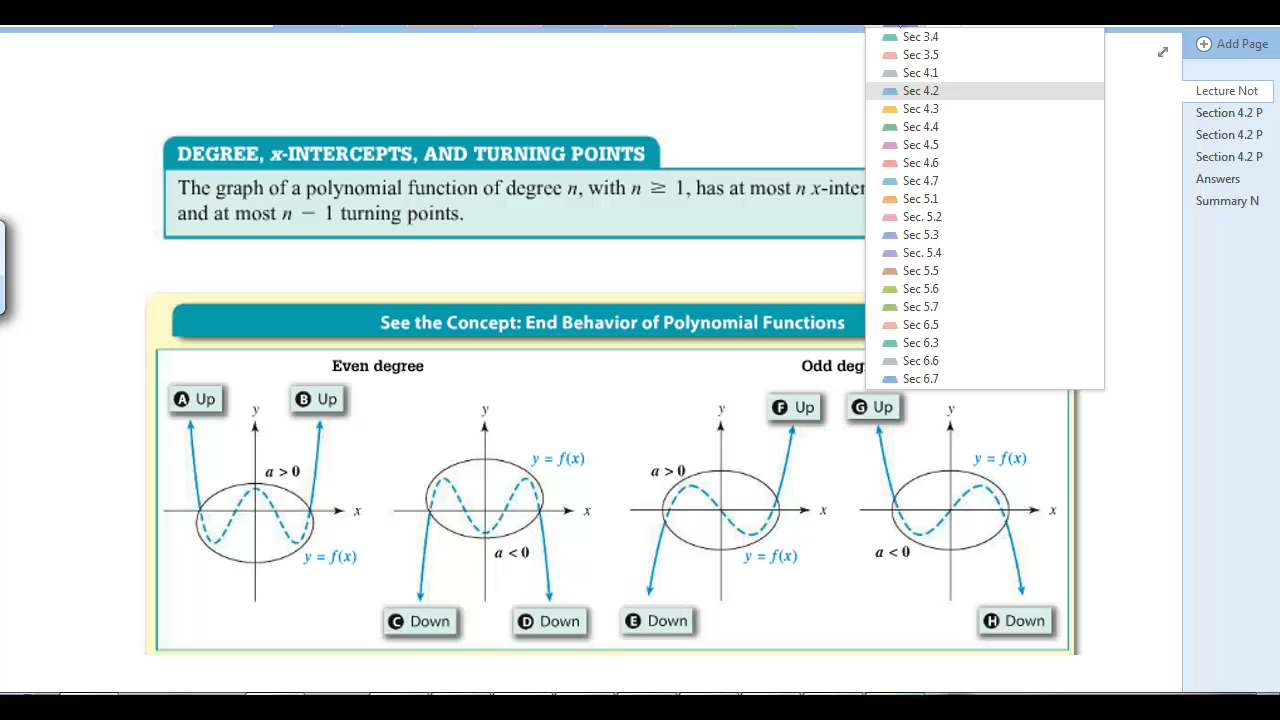 Sec 3.4
Sec 3.5
Sec 4.1
Sec 4.2
Sec 4.3
Sec 4.4
Sec 4.5
Sec 4.6
Sec 4.7
Sec 5.1
Sec. 5.2
Sec 5.3
Sec. 5.4
Sec 5.5
Sec 5.6
Sec 5.7
Sec 6.5
Sec 6.3
Sec 6.6
Sec 6.7
Add Page
Lecture Not
Section 4.2 P
Section 4.2 P
Section 4.2 P
Answers
Summary N
DEGREE, x-INTERCEPTS, AND TURNING POINTS
The graph of a polynomial function of degree n, with n ≥ 1, has at most n x-inter
and at most n − 1 turning points.
See the Concept: End Behavior of Polynomial Functions
Even degree
Odd deg
A Up
B Up
y
a > 0
x
y = f(x)
y
y = f(x)
x
a < 0
C Down
D Down
F Up
y
a > 0
x
y = f(x)
E Down
G Up
y
y = f(x)
x
a < 0
H Down